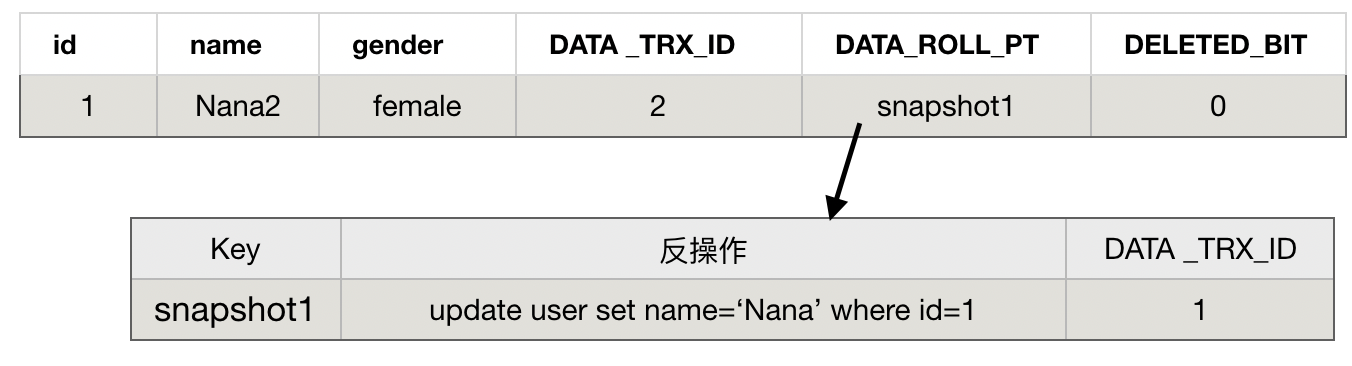 id name gender DATA _TRX_ID DATA_ROLL_PT DELETED_BIT
1 Nana2 female 2 snapshot1 0
Key 反操作 DATA _TRX_ID
snapshot1 update user set name=‘Nana’ where id=1 1